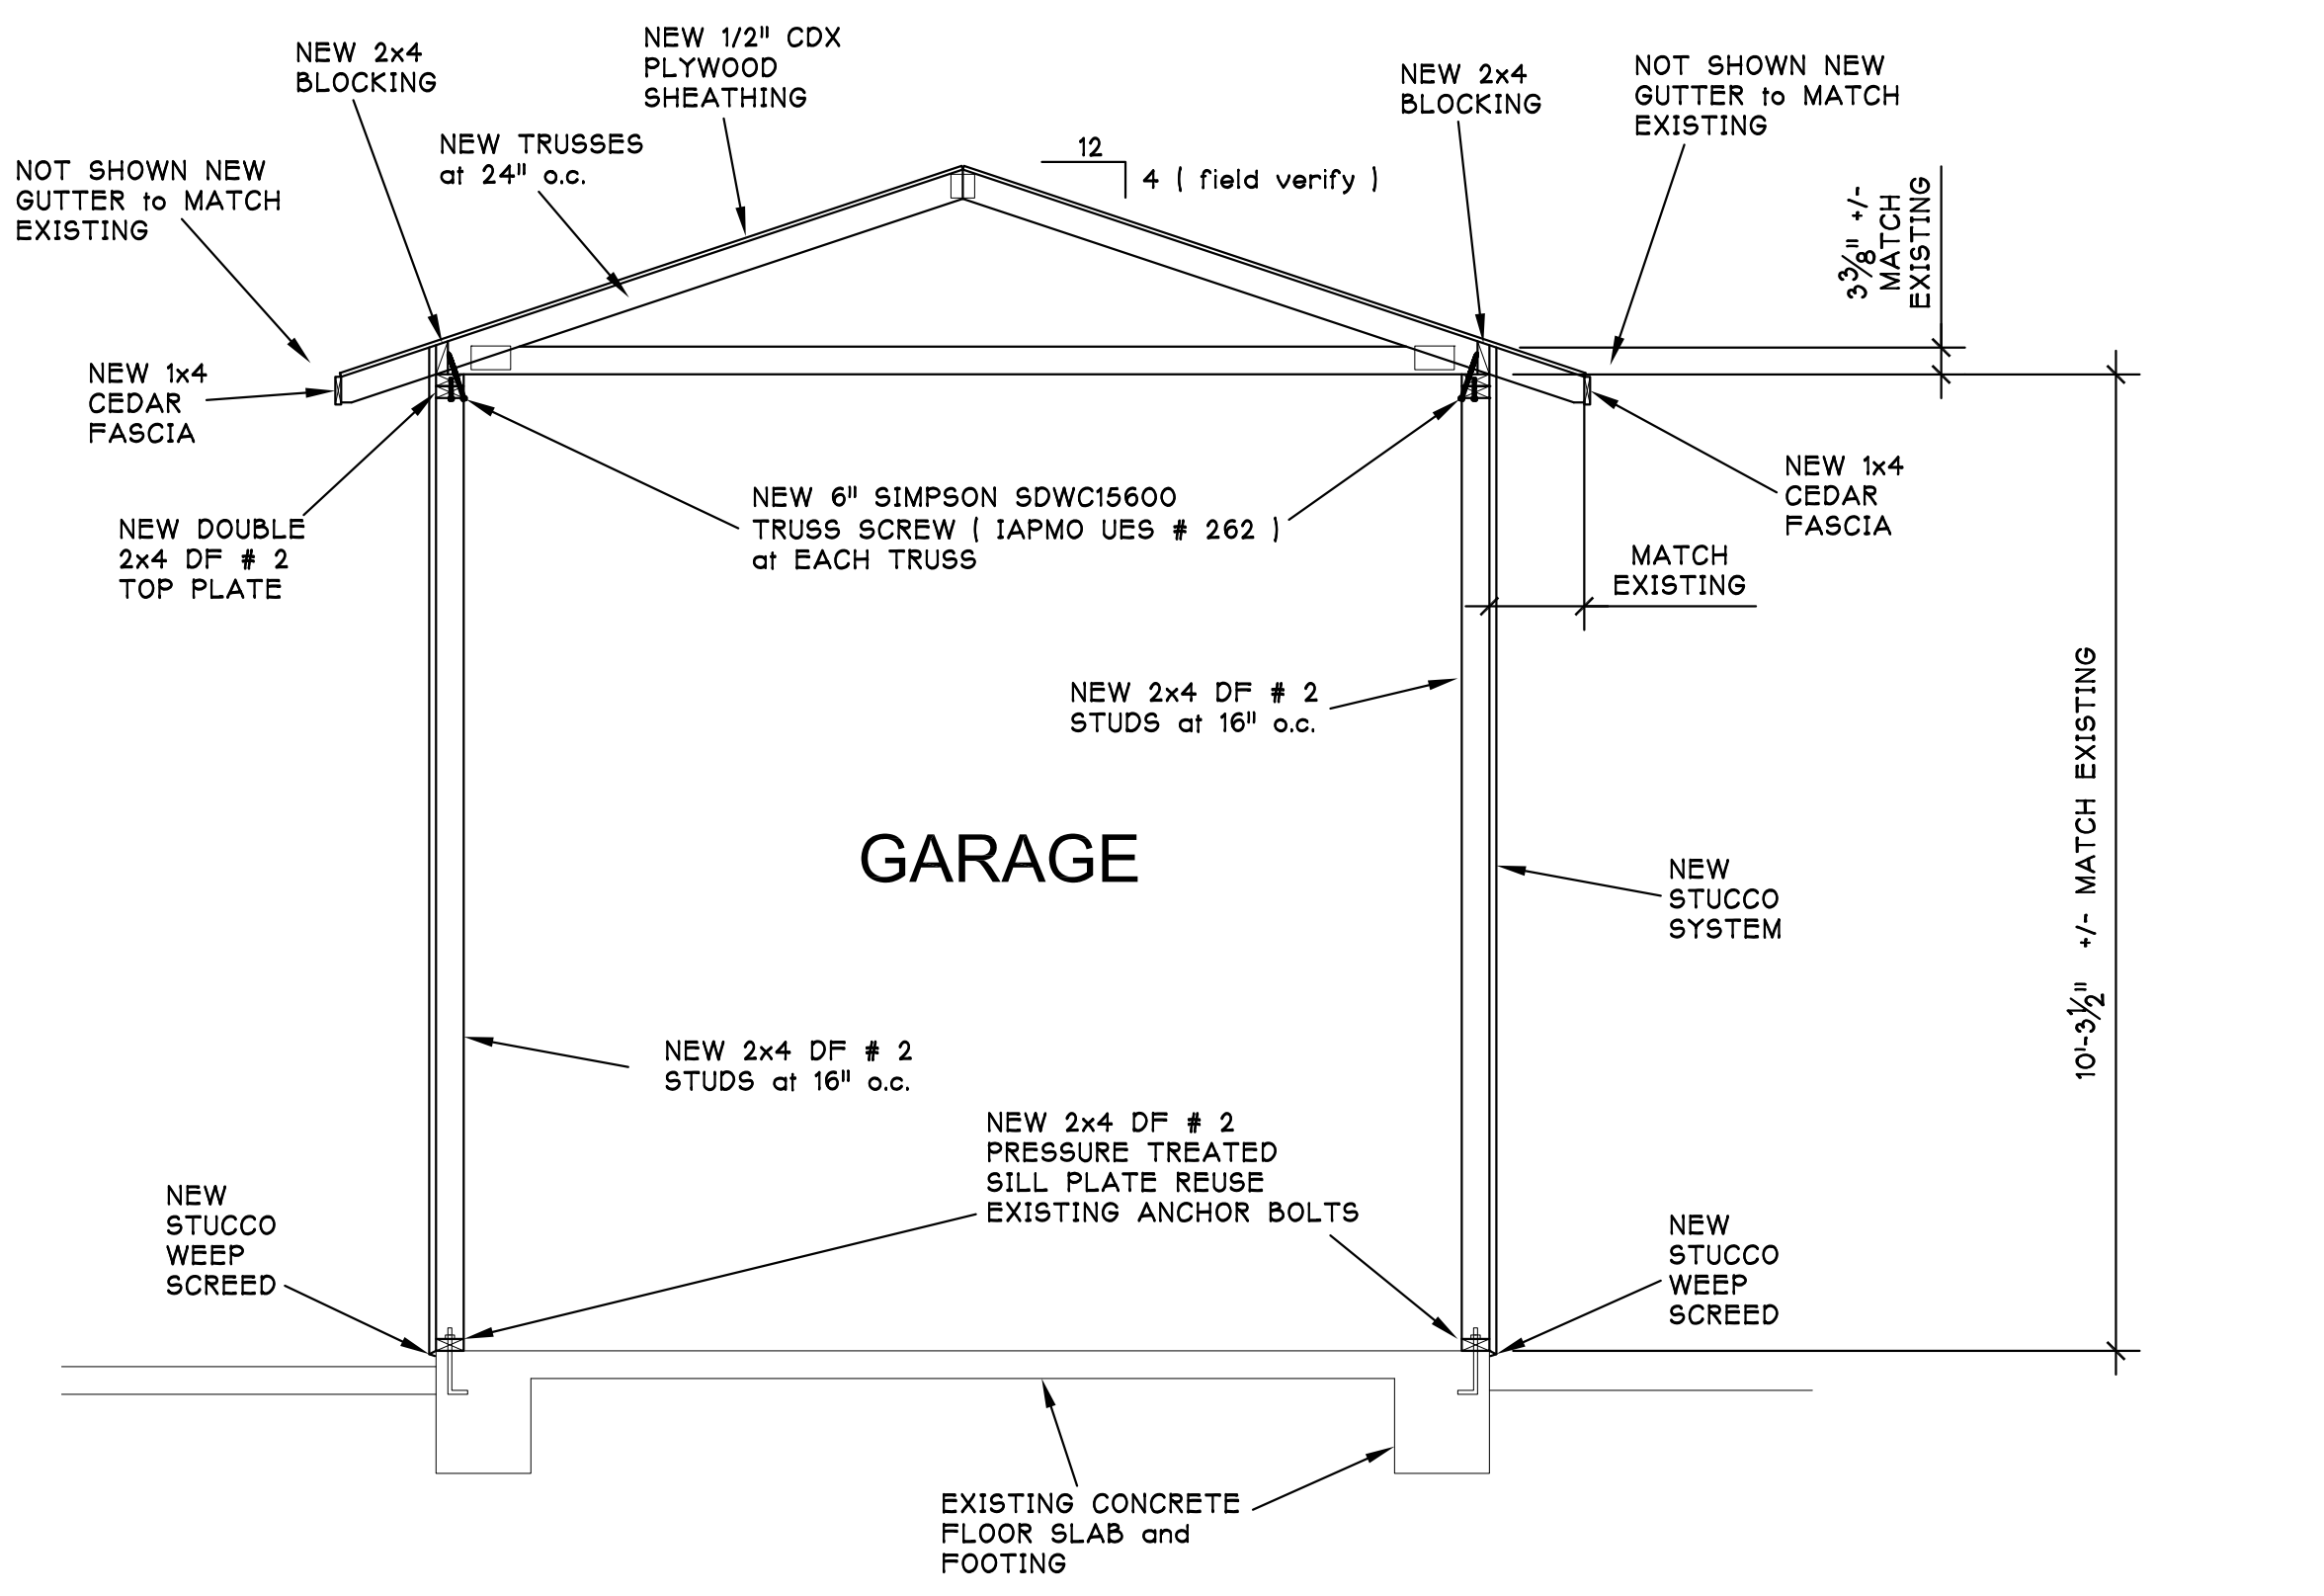 NEW 2x4
BLOCKING
NEW 1/2" CDX
PLYWOOD
SHEATHING
NEW TRUSSES
at 24" o.c.
NOT SHOWN NEW
GUTTER to MATCH
EXISTING
12
4 ( field verify )
NEW 2x4
BLOCKING
NOT SHOWN NEW
GUTTER to MATCH
EXISTING
3 3/8" +/-
MATCH
EXISTING
NEW 1x4
CEDAR
FASCIA
NEW DOUBLE
2x4 DF # 2
TOP PLATE
NEW 6" SIMPSON SDWC15600
TRUSS SCREW ( IAPMO UES # 262 )
at EACH TRUSS
NEW 1x4
CEDAR
FASCIA
MATCH
EXISTING
NEW 2x4 DF # 2
STUDS at 16" o.c.
GARAGE
NEW
STUCCO
SYSTEM
10'-3 1/2" +/- MATCH EXISTING
NEW 2x4 DF # 2
STUDS at 16" o.c.
NEW 2x4 DF # 2
PRESSURE TREATED
SILL PLATE REUSE
EXISTING ANCHOR BOLTS
NEW
STUCCO
WEEP
SCREED
NEW
STUCCO
WEEP
SCREED
EXISTING CONCRETE
FLOOR SLAB and
FOOTING